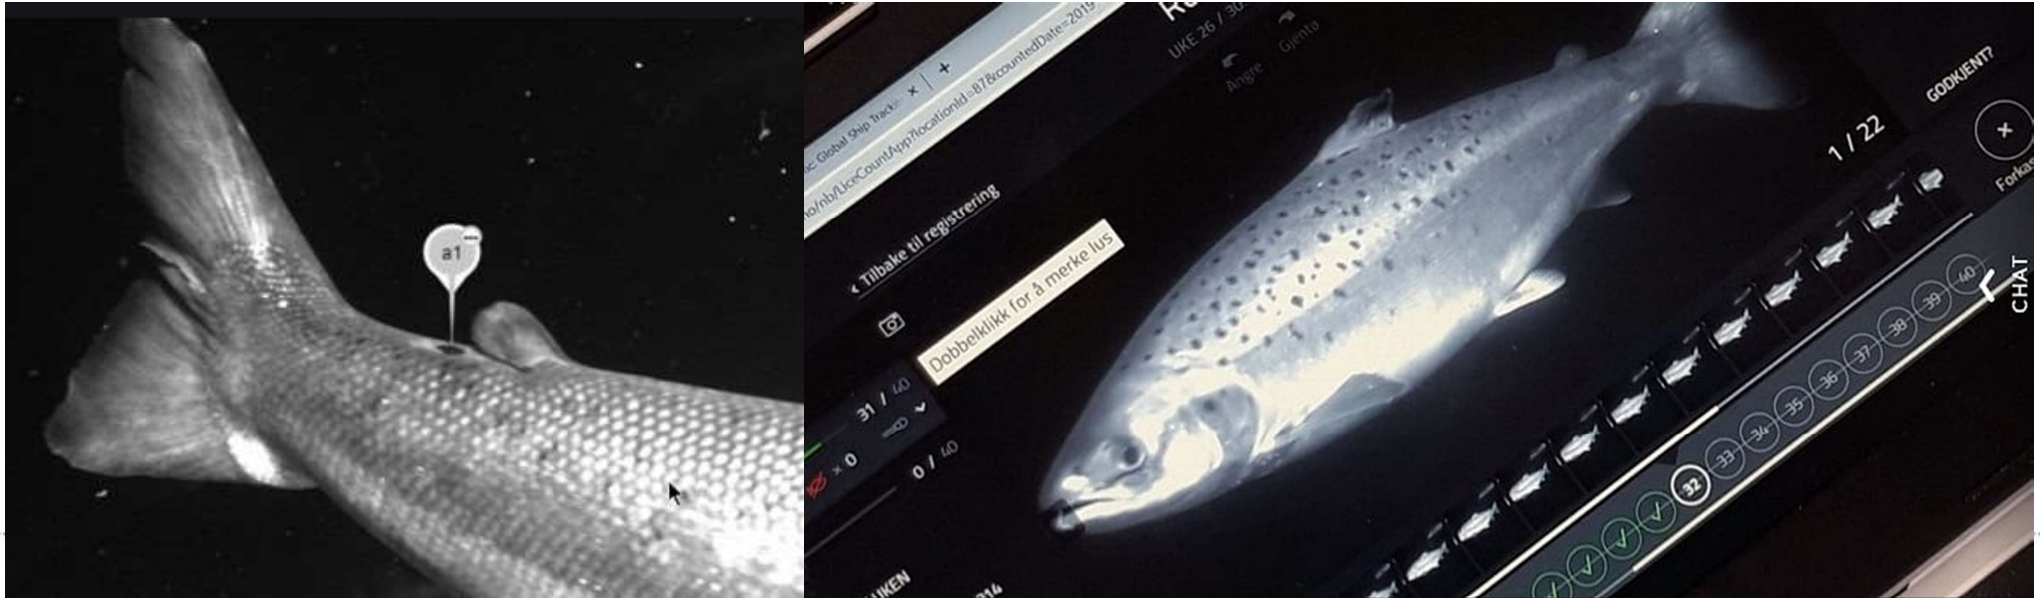 a1
Global Ship Track
no/nb/LiceCountApp?locationId=87&countedDate=2019
UKE 26 / 30
Angre
Gjenta
‹ Tilbake til registrering
Dobbelklikk for å merke lus
31 / 40
× 0
0 / 40
1 / 22
GODKJENT?
+
CHAT
32
33
34
35
36
37
38
39
40